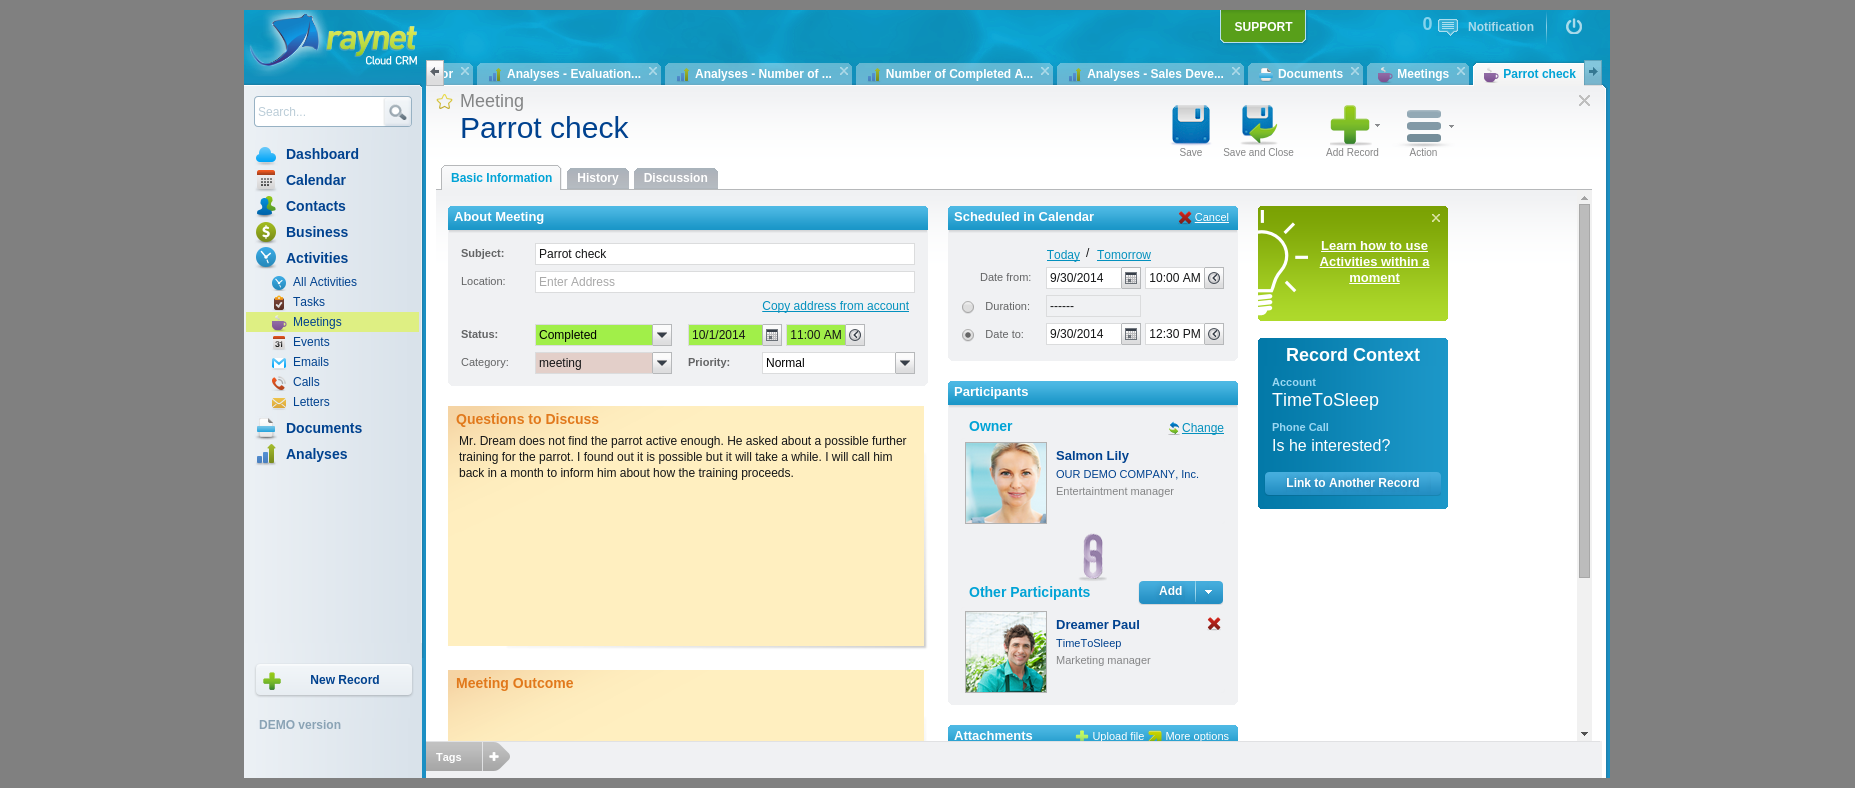 raynet
Cloud CRM
SUPPORT
0 Notification
or
Analyses - Evaluation...
Analyses - Number of ...
Number of Completed A...
Analyses - Sales Deve...
Documents
Meetings
Parrot check
Search...
Dashboard
Calendar
Contacts
Business
Activities
All Activities
Tasks
Meetings
Events
Emails
Calls
Letters
Documents
Analyses
New Record
DEMO version
Meeting
Parrot check
Save
Save and Close
Add Record
Action
Basic Information
History
Discussion
About Meeting
Subject: Parrot check
Location: Enter Address
Copy address from account
Status: Completed 10/1/2014 11:00 AM
Category: meeting Priority: Normal
Questions to Discuss
Mr. Dream does not find the parrot active enough. He asked about a possible further
training for the parrot. I found out it is possible but it will take a while. I will call him
back in a month to inform him about how the training proceeds.
Meeting Outcome
Scheduled in Calendar Cancel
Today / Tomorrow
Date from: 9/30/2014 10:00 AM
Duration: ------
Date to: 9/30/2014 12:30 PM
Participants
Owner Change
Salmon Lily
OUR DEMO COMPANY, Inc.
Entertaintment manager
Other Participants Add
Dreamer Paul
TimeToSleep
Marketing manager
Attachments Upload file More options
Learn how to use
Activities within a
moment
Record Context
Account
TimeToSleep
Phone Call
Is he interested?
Link to Another Record
Tags